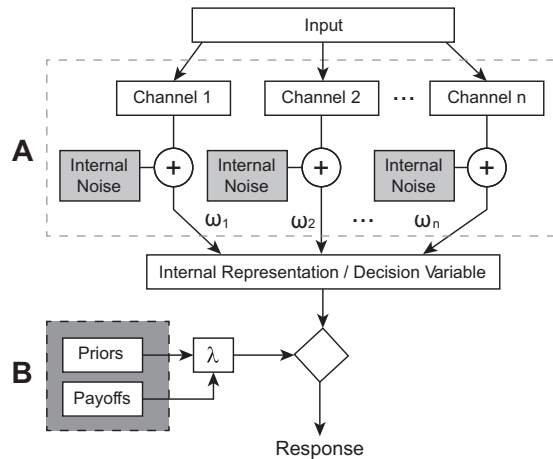 Input
Channel 1
Channel 2
...
Channel n
A
Internal
Noise
+
Internal
Noise
+
Internal
Noise
+
ω1
ω2
...
ωn
Internal Representation / Decision Variable
B
Priors
λ
Payoffs
Response